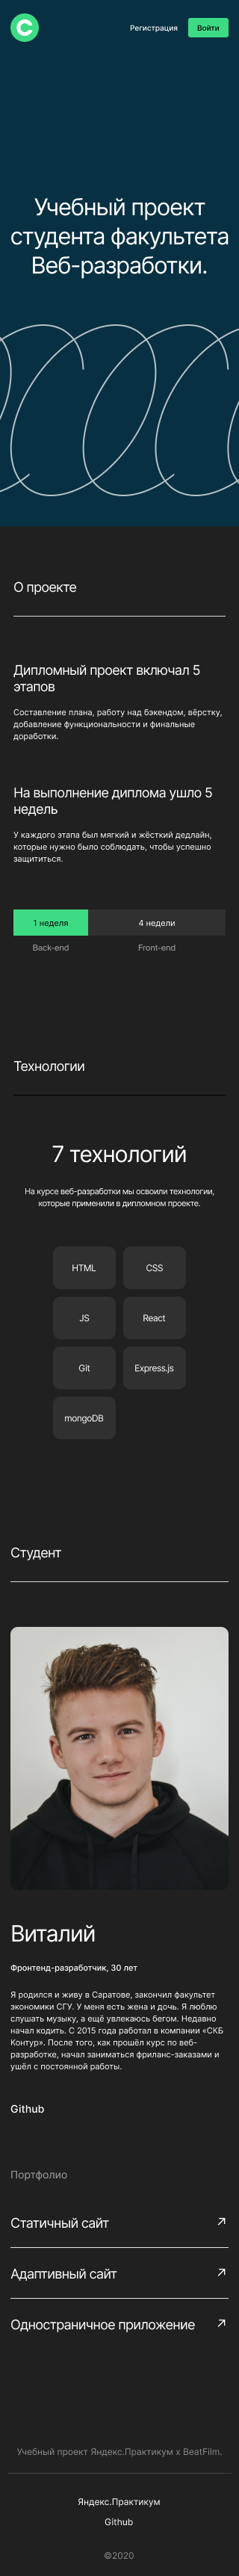 Регистрация
Войти
Учебный проект
студента факультета
Веб-разработки.
О проекте
Дипломный проект включал 5
этапов
Составление плана, работу над бэкендом, вёрстку,
добавление функциональности и финальные
доработки.
На выполнение диплома ушло 5
недель
У каждого этапа был мягкий и жёсткий дедлайн,
которые нужно было соблюдать, чтобы успешно
защититься.
1 неделя
4 недели
Back-end
Front-end
Технологии
7 технологий
На курсе веб-разработки мы освоили технологии,
которые применили в дипломном проекте.
HTML
CSS
JS
React
Git
Express.js
mongoDB
Студент
Виталий
Фронтенд-разработчик, 30 лет
Я родился и живу в Саратове, закончил факультет
экономики СГУ. У меня есть жена и дочь. Я люблю
слушать музыку, а ещё увлекаюсь бегом. Недавно
начал кодить. С 2015 года работал в компании «СКБ
Контур». После того, как прошёл курс по веб-
разработке, начал заниматься фриланс-заказами и
ушёл с постоянной работы.
Github
Портфолио
Статичный сайт
Адаптивный сайт
Одностраничное приложение
Учебный проект Яндекс.Практикум х BeatFilm.
Яндекс.Практикум
Github
©2020